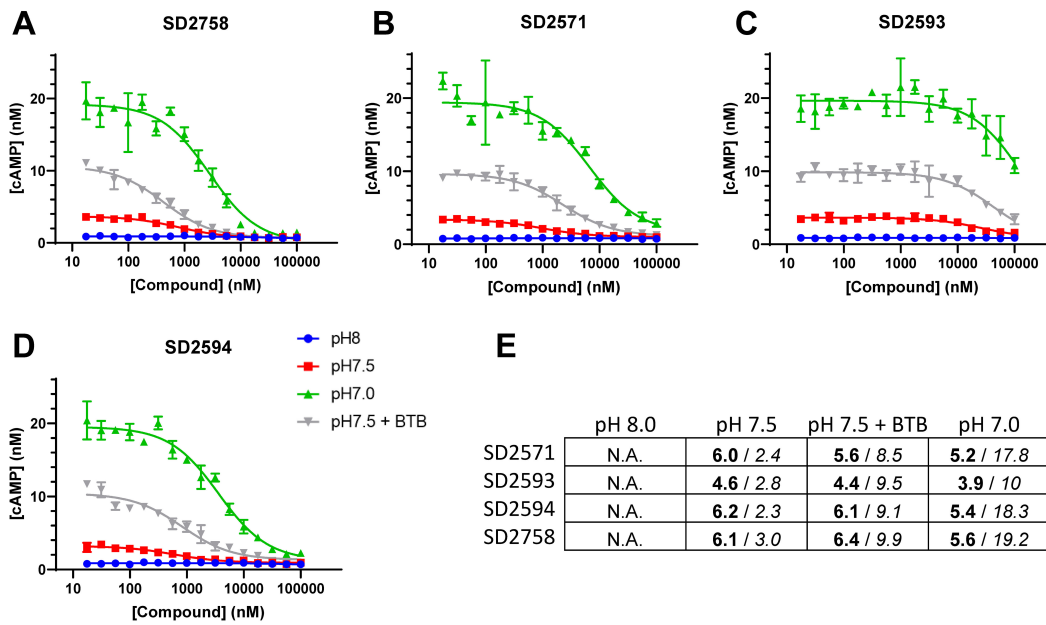 A
SD2758
[cAMP] (nM)
20
10
0
10 100 1000 10000 100000
[Compound] (nM)
B
SD2571
[cAMP] (nM)
20
10
0
10 100 1000 10000 100000
[Compound] (nM)
C
SD2593
[cAMP] (nM)
20
10
0
10 100 1000 10000 100000
[Compound] (nM)
D
SD2594
[cAMP] (nM)
20
10
0
10 100 1000 10000 100000
[Compound] (nM)
pH8
pH7.5
pH7.0
pH7.5 + BTB
E
pH 8.0 pH 7.5 pH 7.5 + BTB pH 7.0
SD2571 N.A. 6.0 / 2.4 5.6 / 8.5 5.2 / 17.8
SD2593 N.A. 4.6 / 2.8 4.4 / 9.5 3.9 / 10
SD2594 N.A. 6.2 / 2.3 6.1 / 9.1 5.4 / 18.3
SD2758 N.A. 6.1 / 3.0 6.4 / 9.9 5.6 / 19.2